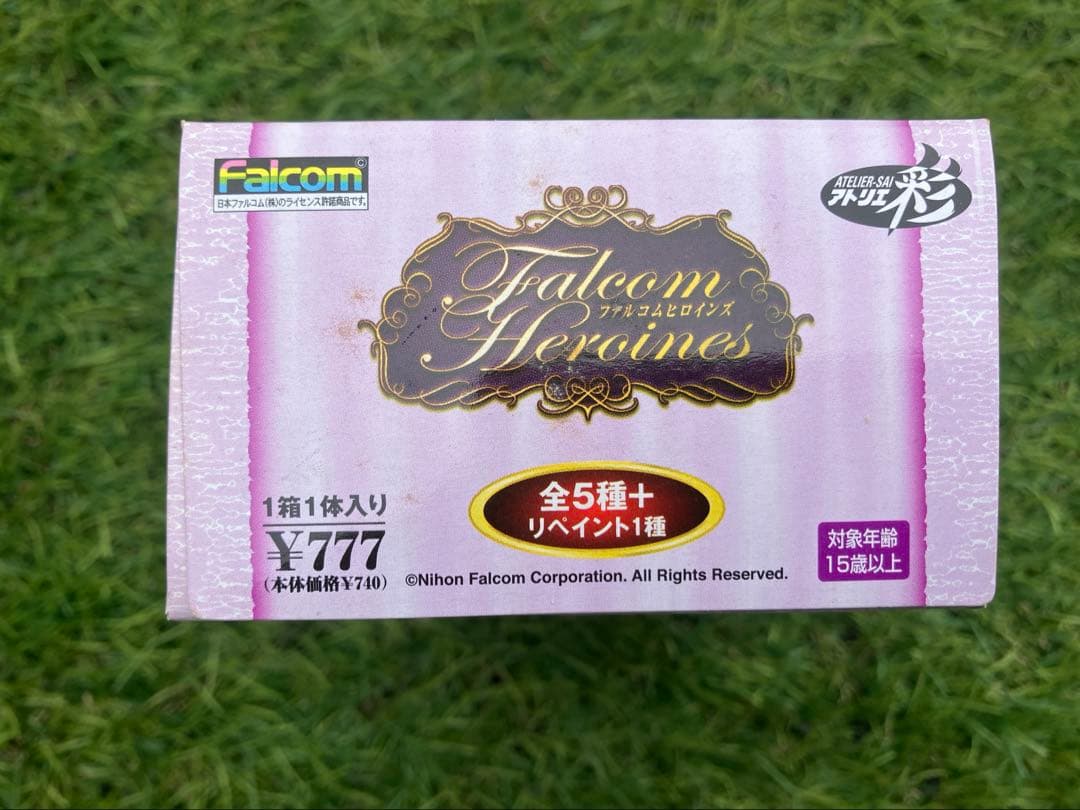 Falcom ©
日本ファルコム(株)のライセンス許諾商品です。
ATELIER-SAI
アトリエ彩
Falcom
ファルコムヒロインズ
Heroines
全5種+
リペイント1種
1箱1体入り
¥777
(本体価格¥740)
©Nihon Falcom Corporation. All Rights Reserved.
対象年齢
15歳以上